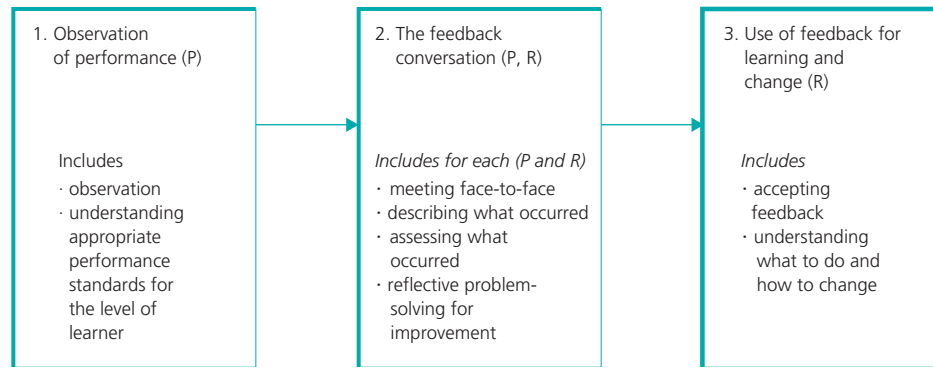 1. Observation
of performance (P)
Includes
· observation
· understanding
appropriate
performance
standards for
the level of
learner
2. The feedback
conversation (P, R)
Includes for each (P and R)
· meeting face-to-face
· describing what occurred
· assessing what
occurred
· reflective problem-
solving for
improvement
3. Use of feedback for
learning and
change (R)
Includes
· accepting
feedback
· understanding
what to do and
how to change